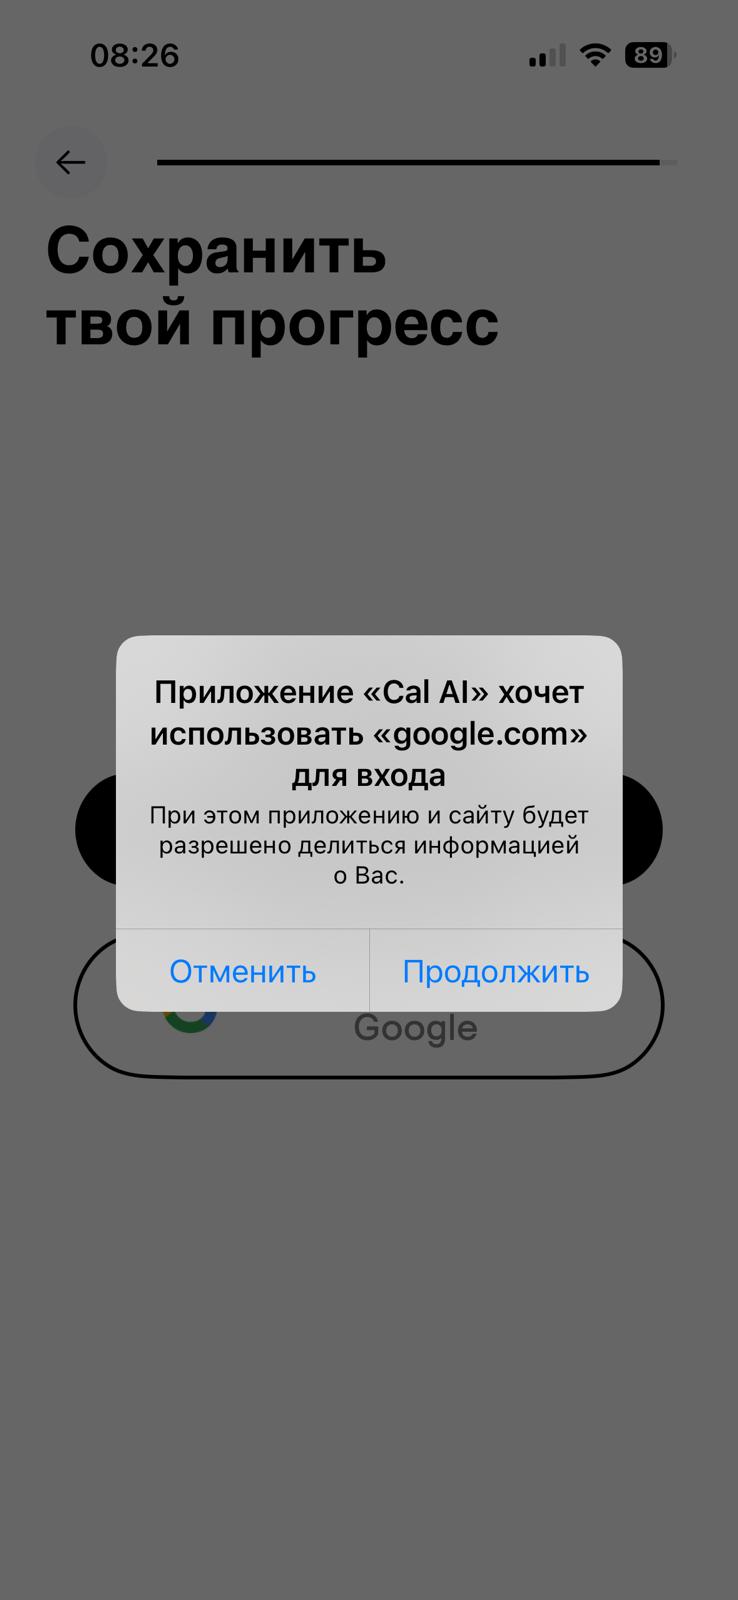 08:26
89
Сохранить
твой прогресс
Приложение «Cal AI» хочет
использовать «google.com»
для входа
При этом приложению и сайту будет
разрешено делиться информацией
о Вас.
Отменить
Продолжить
Google